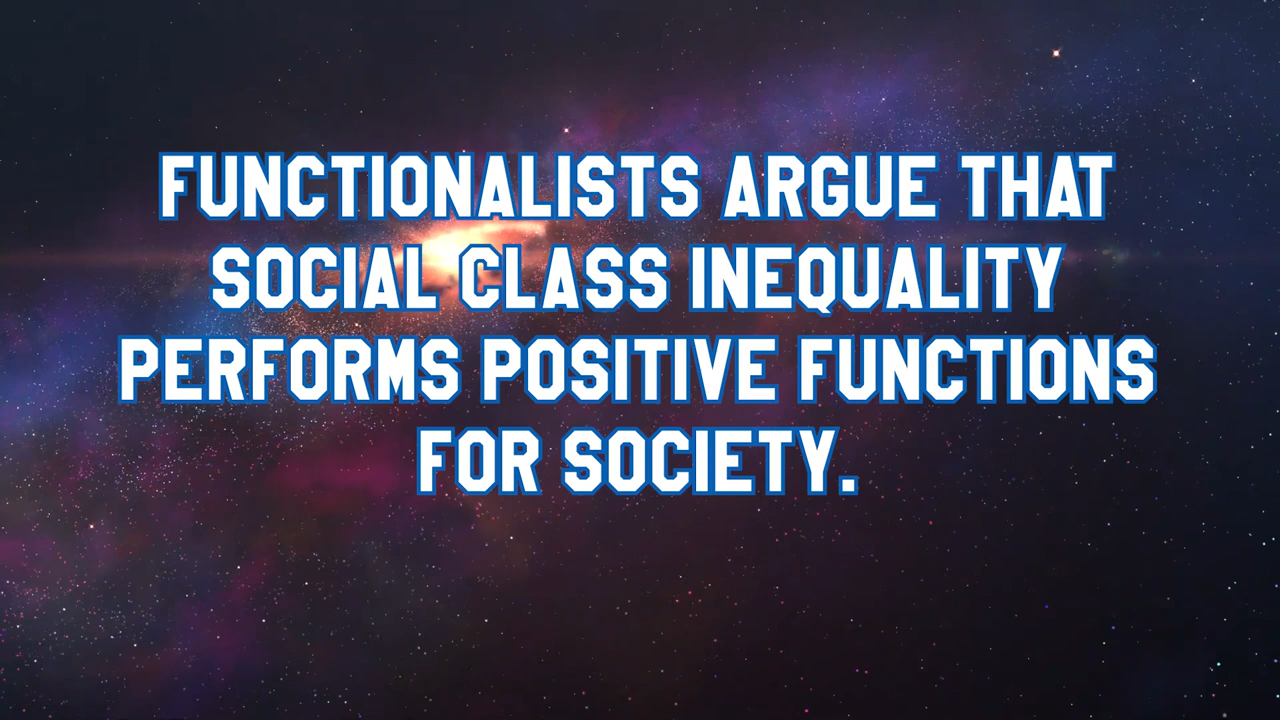 FUNCTIONALISTS ARGUE THAT
SOCIAL CLASS INEQUALITY
PERFORMS POSITIVE FUNCTIONS
FOR SOCIETY.